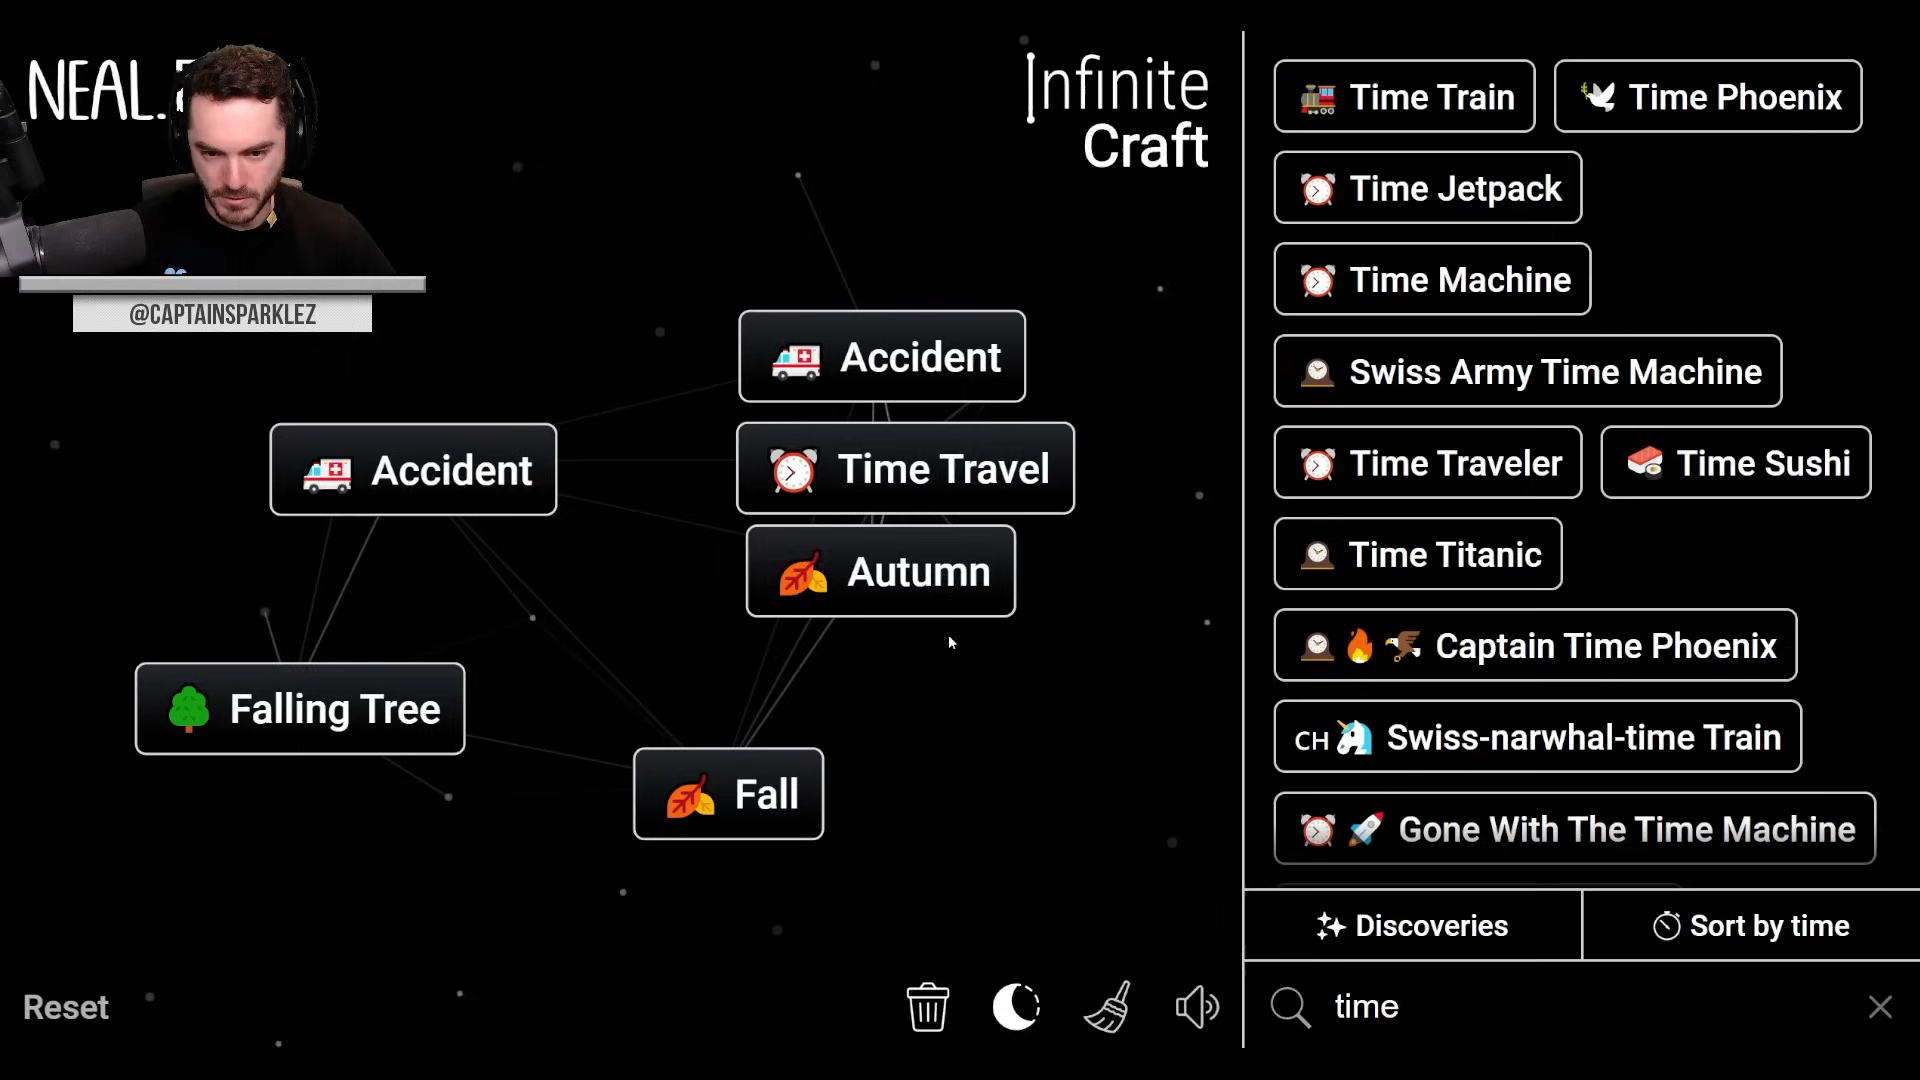 NEAL.
Infinite
Craft
@CAPTAINSPARKLEZ
🚑 Accident
🚑 Accident
⏰ Time Travel
🍂 Autumn
🌳 Falling Tree
🍂 Fall
Reset
🚂 Time Train
🕊️ Time Phoenix
⏰ Time Jetpack
⏰ Time Machine
🕰️ Swiss Army Time Machine
⏰ Time Traveler
🍣 Time Sushi
🕰️ Time Titanic
🕰️🔥🦅 Captain Time Phoenix
CH🦄 Swiss-narwhal-time Train
⏰🚀 Gone With The Time Machine
✨ Discoveries
⏱ Sort by time
time